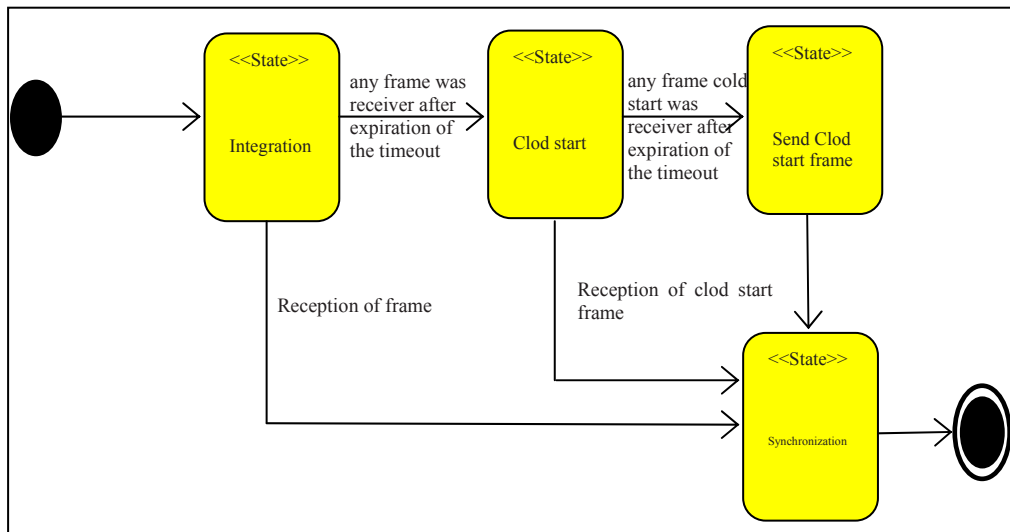 <<State>>
Integration
any frame was
receiver after
expiration of
the timeout
<<State>>
Clod start
any frame cold
start was
receiver after
expiration of
the timeout
<<State>>
Send Clod
start frame
Reception of frame
Reception of clod start
frame
<<State>>
Synchronization